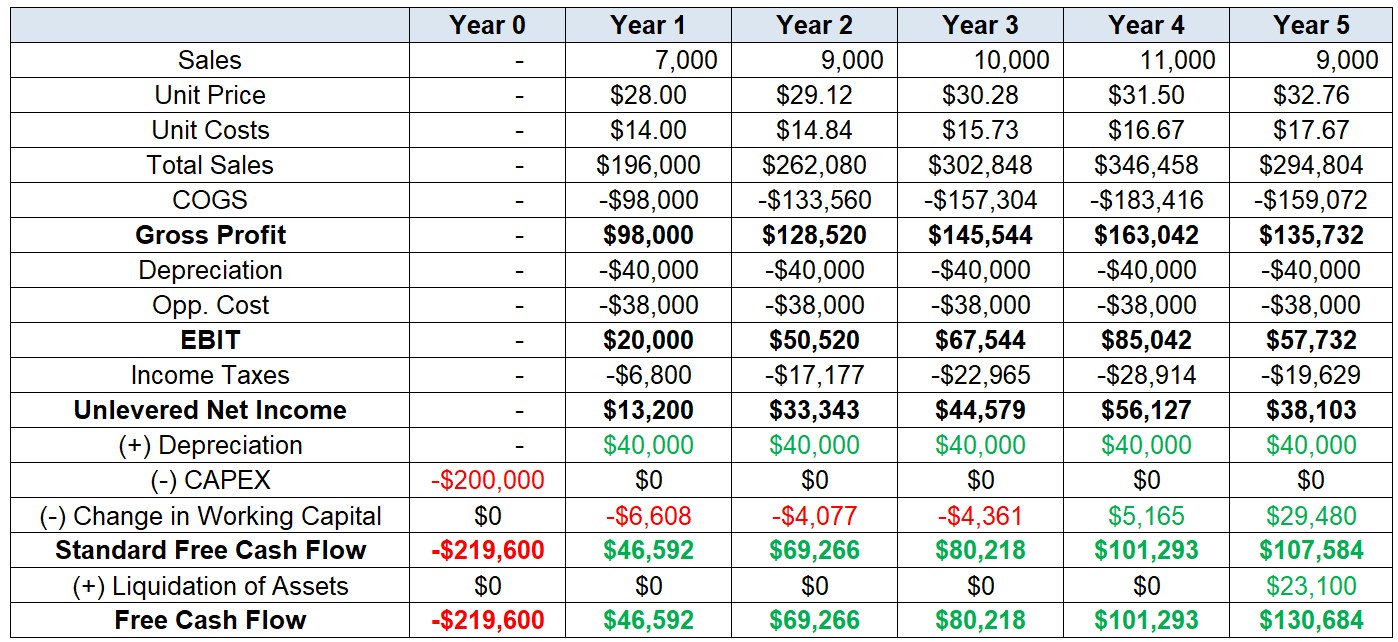 Year 0 Year 1 Year 2 Year 3 Year 4 Year 5
Sales - 7,000 9,000 10,000 11,000 9,000
Unit Price - $28.00 $29.12 $30.28 $31.50 $32.76
Unit Costs - $14.00 $14.84 $15.73 $16.67 $17.67
Total Sales - $196,000 $262,080 $302,848 $346,458 $294,804
COGS - -$98,000 -$133,560 -$157,304 -$183,416 -$159,072
Gross Profit - $98,000 $128,520 $145,544 $163,042 $135,732
Depreciation - -$40,000 -$40,000 -$40,000 -$40,000 -$40,000
Opp. Cost - -$38,000 -$38,000 -$38,000 -$38,000 -$38,000
EBIT - $20,000 $50,520 $67,544 $85,042 $57,732
Income Taxes - -$6,800 -$17,177 -$22,965 -$28,914 -$19,629
Unlevered Net Income - $13,200 $33,343 $44,579 $56,127 $38,103
(+) Depreciation - $40,000 $40,000 $40,000 $40,000 $40,000
(-) CAPEX -$200,000 $0 $0 $0 $0 $0
(-) Change in Working Capital $0 -$6,608 -$4,077 -$4,361 $5,165 $29,480
Standard Free Cash Flow -$219,600 $46,592 $69,266 $80,218 $101,293 $107,584
(+) Liquidation of Assets $0 $0 $0 $0 $0 $23,100
Free Cash Flow -$219,600 $46,592 $69,266 $80,218 $101,293 $130,684